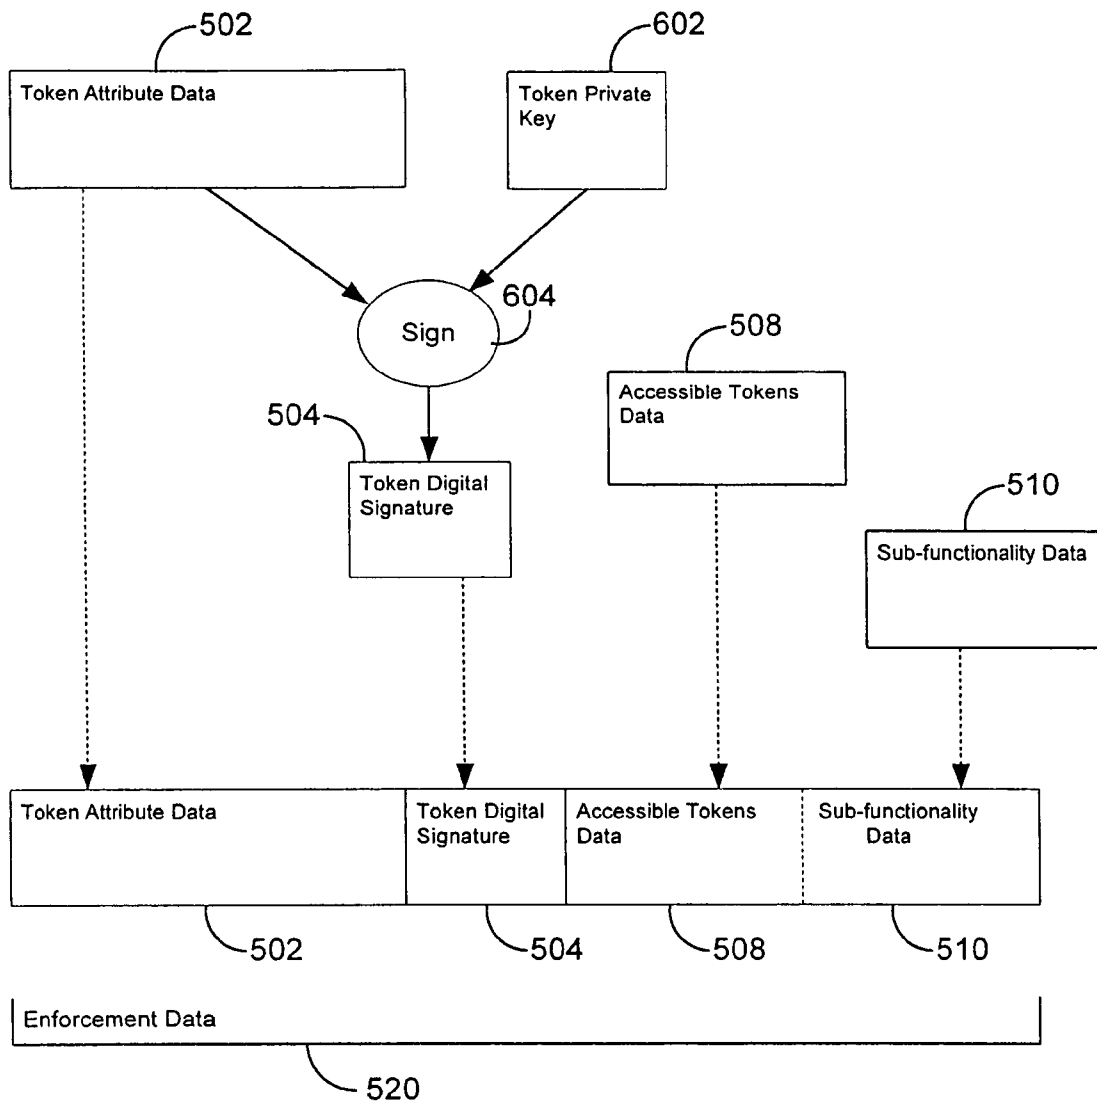 502
602
Token Attribute Data
Token Private
Key
604
Sign
508
Accessible Tokens
Data
504
Token Digital
Signature
510
Sub-functionality Data
Token Attribute Data
Token Digital
Signature
Accessible Tokens
Data
Sub-functionality
Data
502
504
508
510
Enforcement Data
520